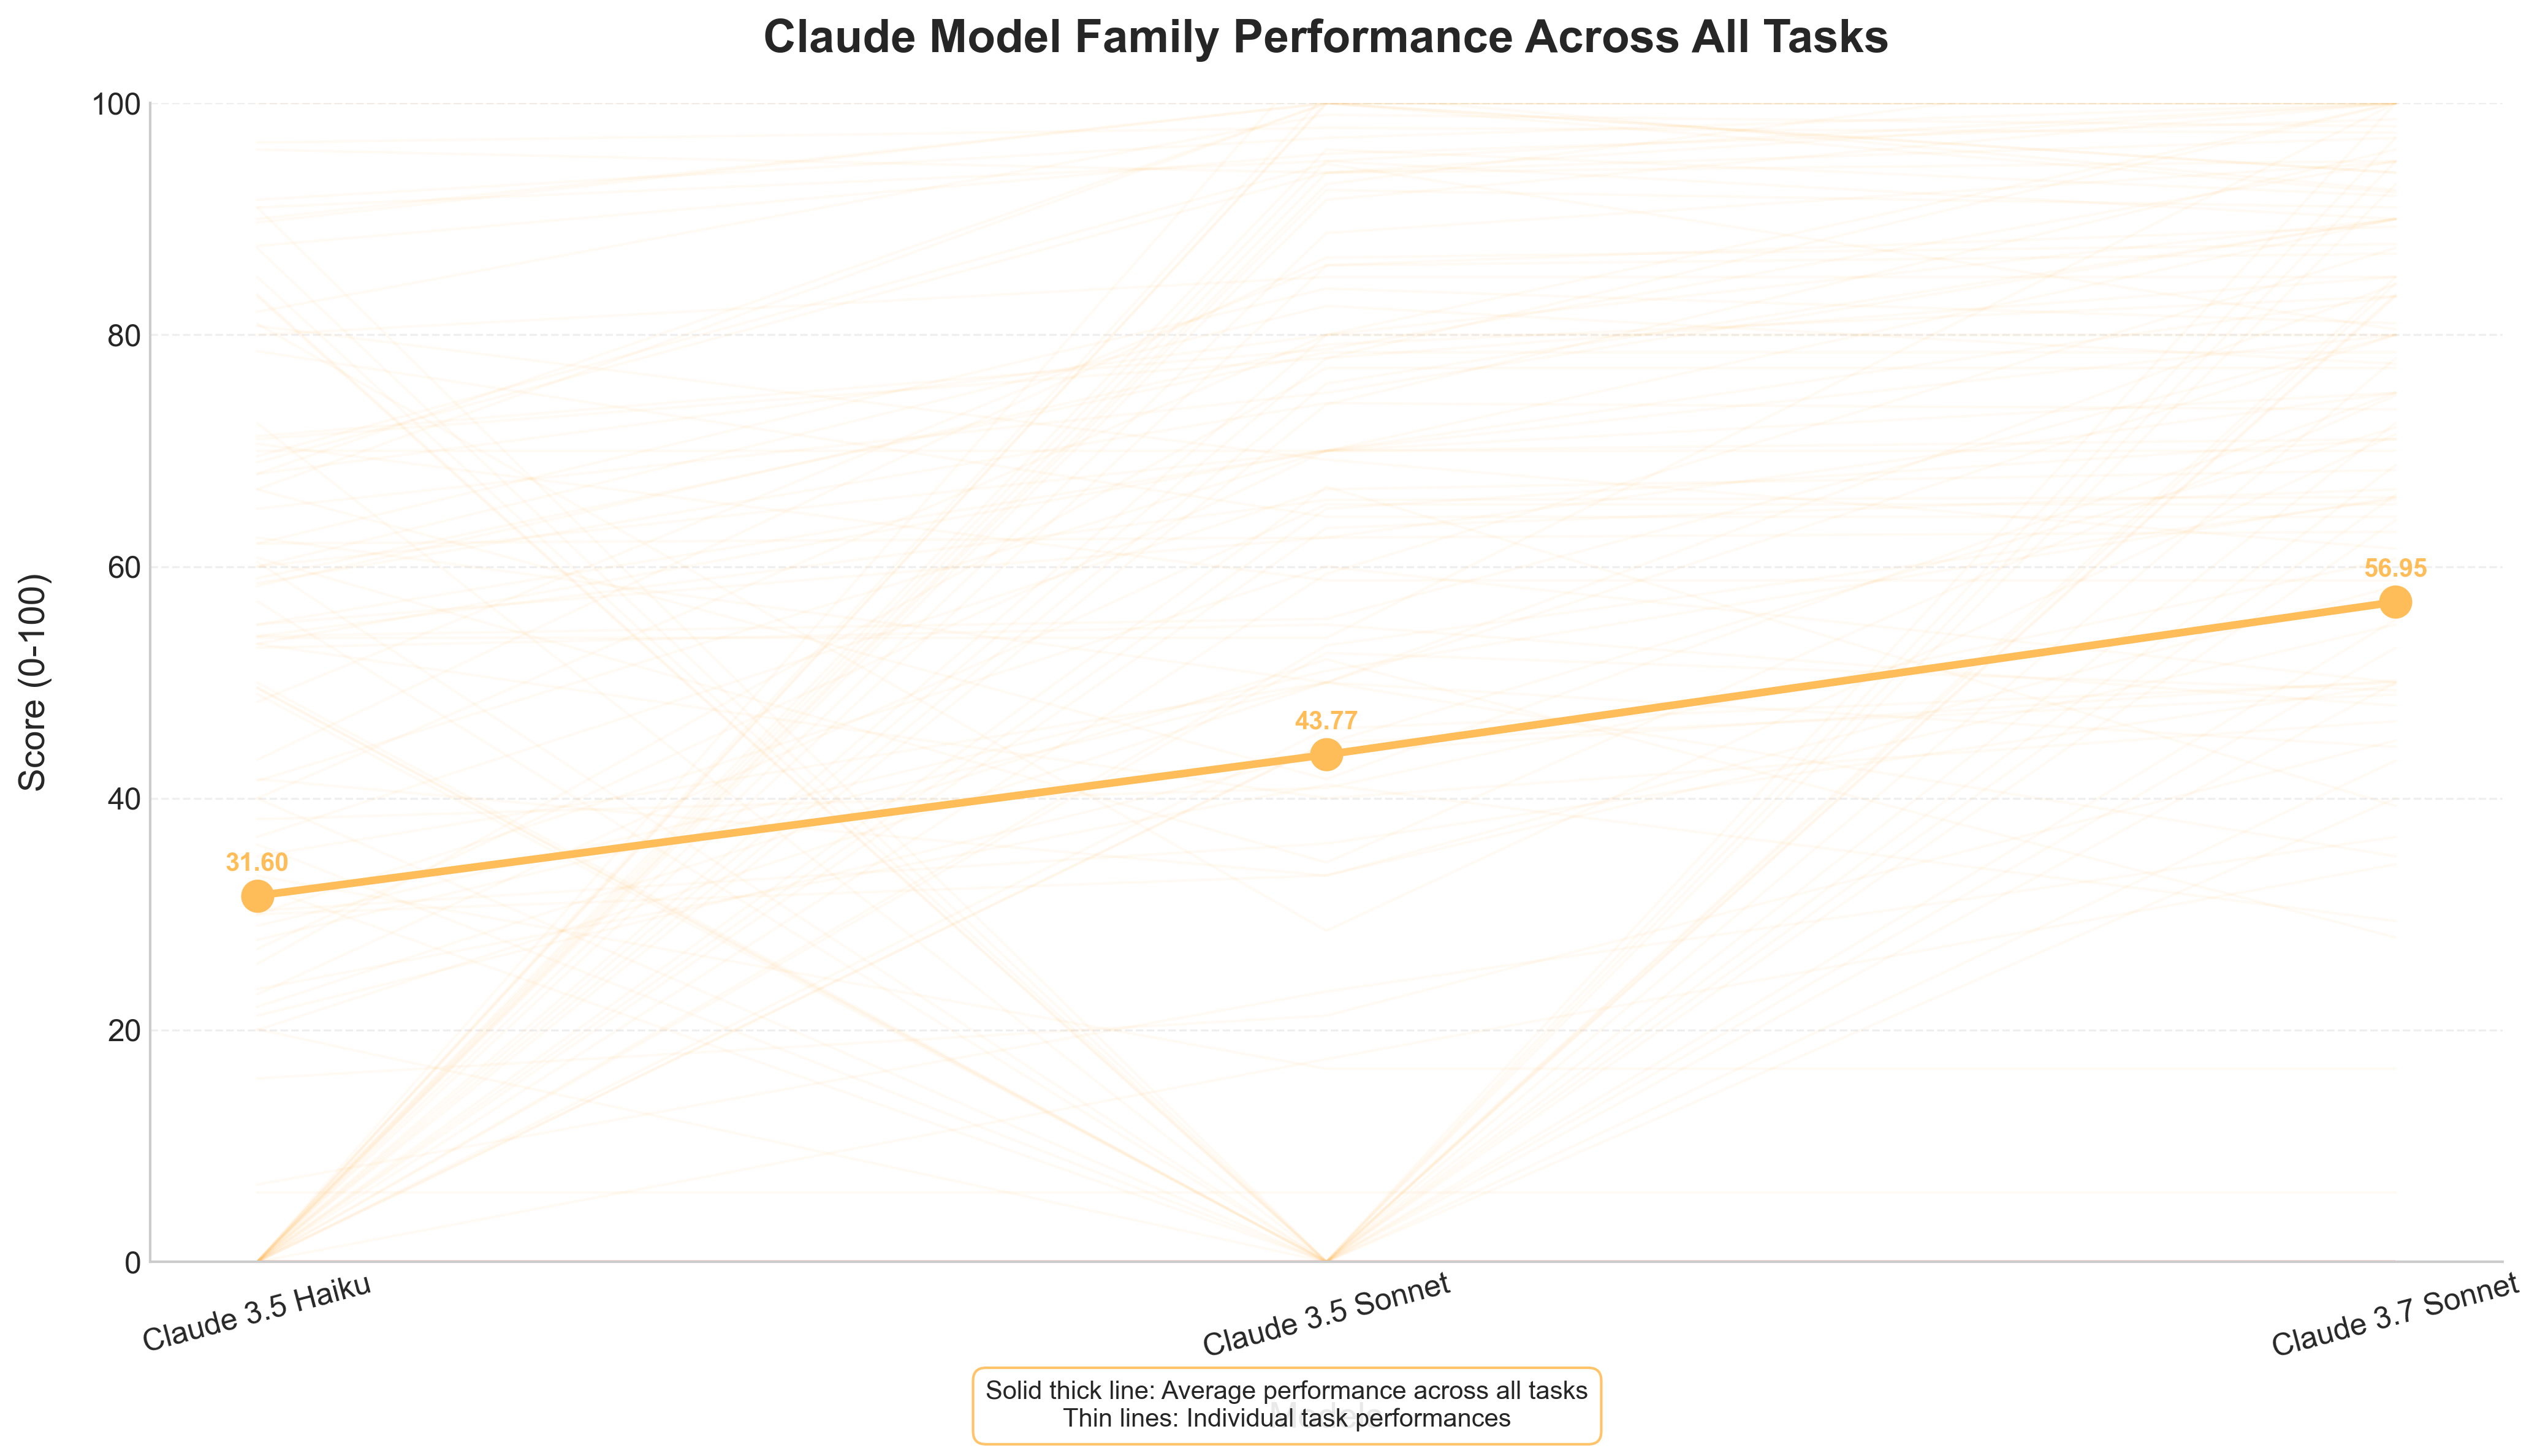 Claude Model Family Performance Across All Tasks
100
80
60
40
20
0
Score (0-100)
31.60
43.77
56.95
Claude 3.5 Haiku
Claude 3.5 Sonnet
Claude 3.7 Sonnet
Models
Solid thick line: Average performance across all tasks
Thin lines: Individual task performances